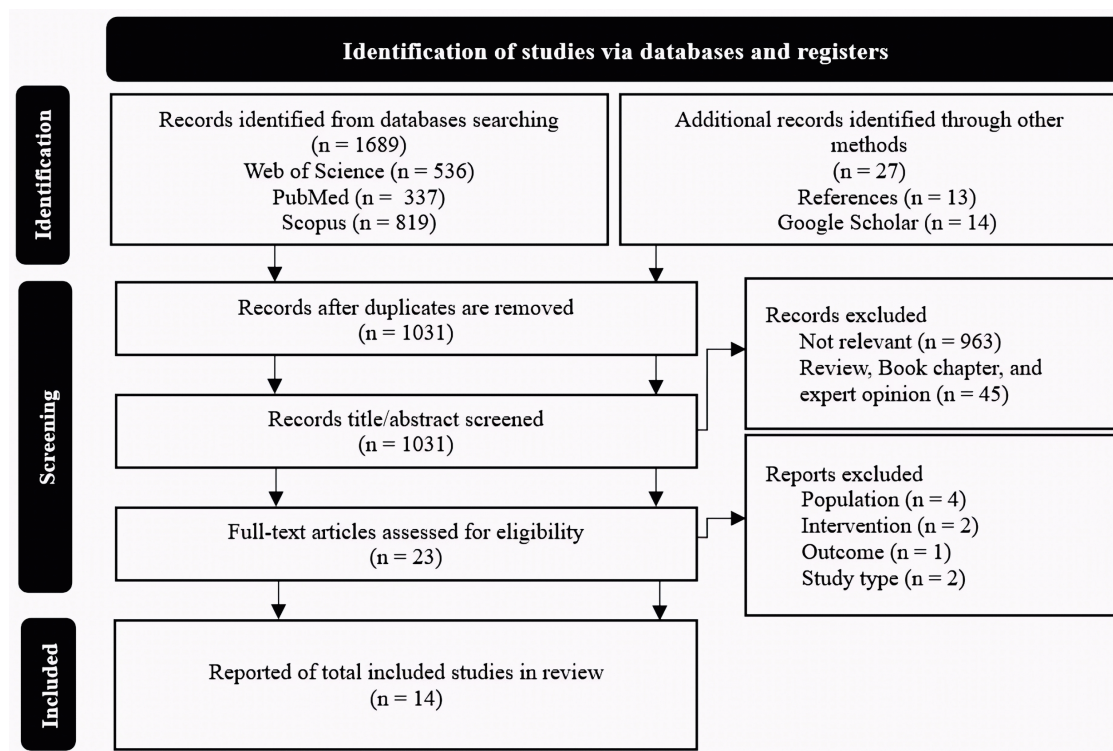 Identification of studies via databases and registers
Identification
Records identified from databases searching
(n = 1689)
Web of Science (n = 536)
PubMed (n =  337)
Scopus (n = 819)
Additional records identified through other
methods
(n = 27)
References (n = 13)
Google Scholar (n = 14)
Screening
Records after duplicates are removed
(n = 1031)
Records title/abstract screened
(n = 1031)
Records excluded
Not relevant (n = 963)
Review, Book chapter, and
expert opinion (n = 45)
Full-text articles assessed for eligibility
(n = 23)
Reports excluded
Population (n = 4)
Intervention (n = 2)
Outcome (n = 1)
Study type (n = 2)
Included
Reported of total included studies in review
(n = 14)